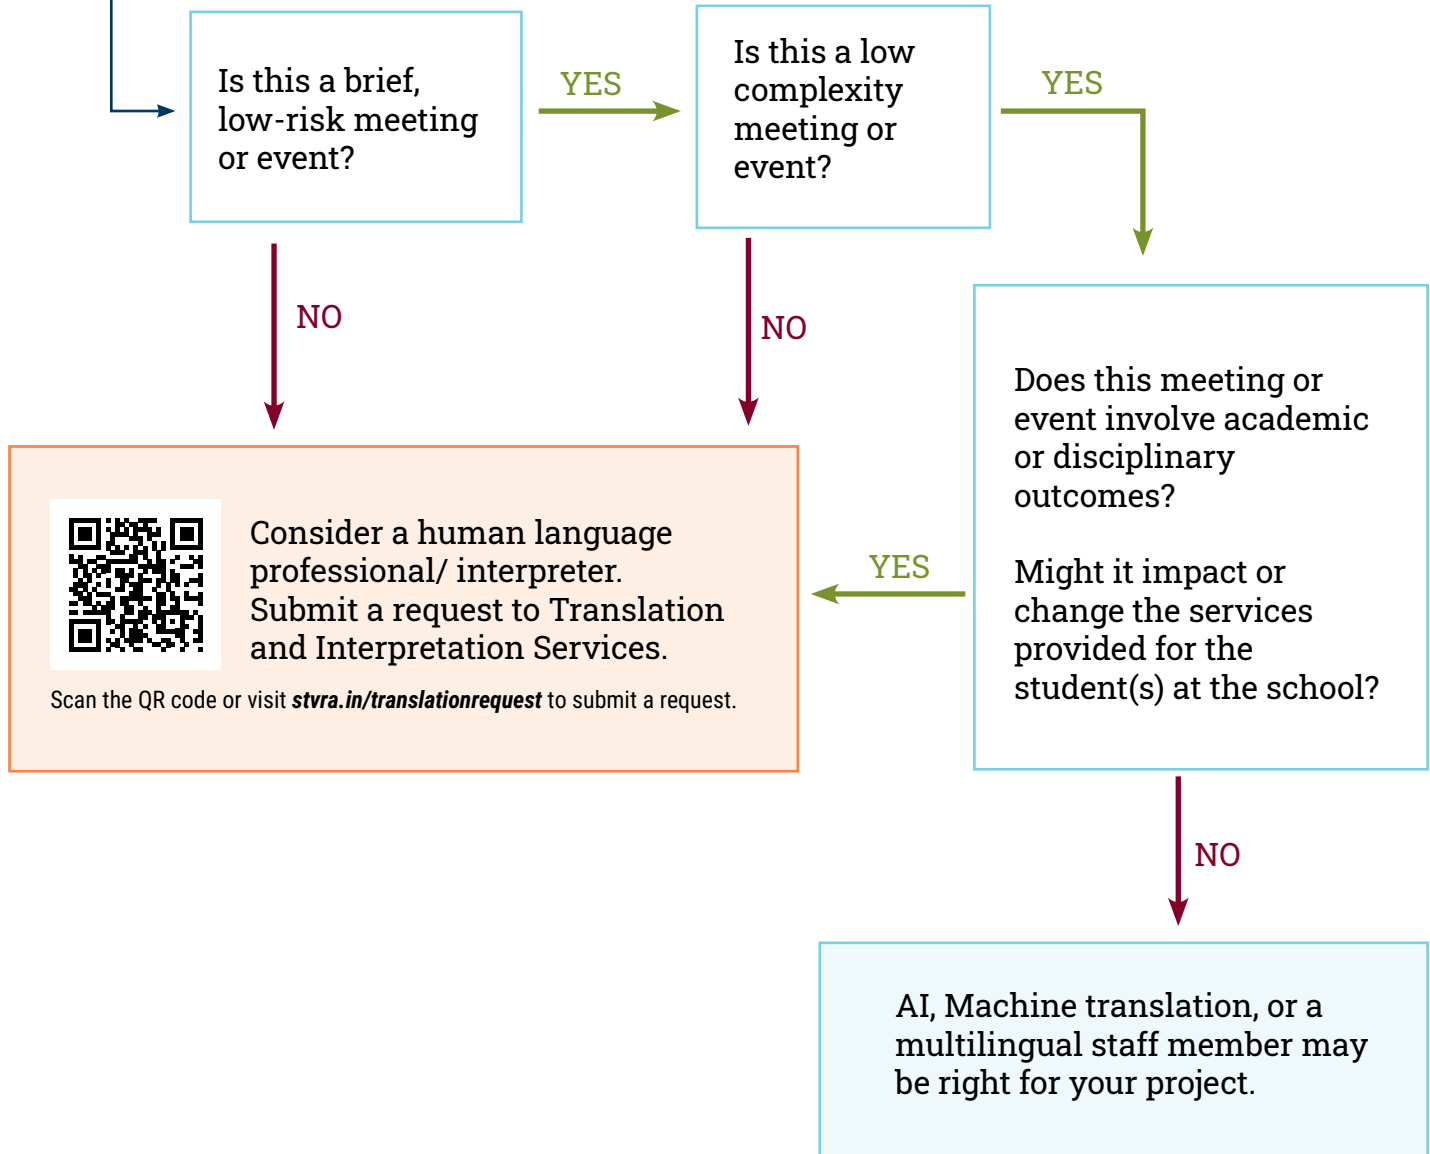 Is this a brief,
low-risk meeting
or event?
YES
Is this a low
complexity
meeting or
event?
YES
NO
NO
Does this meeting or
event involve academic
or disciplinary
outcomes?
Might it impact or
change the services
provided for the
student(s) at the school?
YES
Consider a human language
professional/ interpreter.
Submit a request to Translation
and Interpretation Services.
Scan the QR code or visit stvra.in/translationrequest to submit a request.
NO
AI, Machine translation, or a
multilingual staff member may
be right for your project.